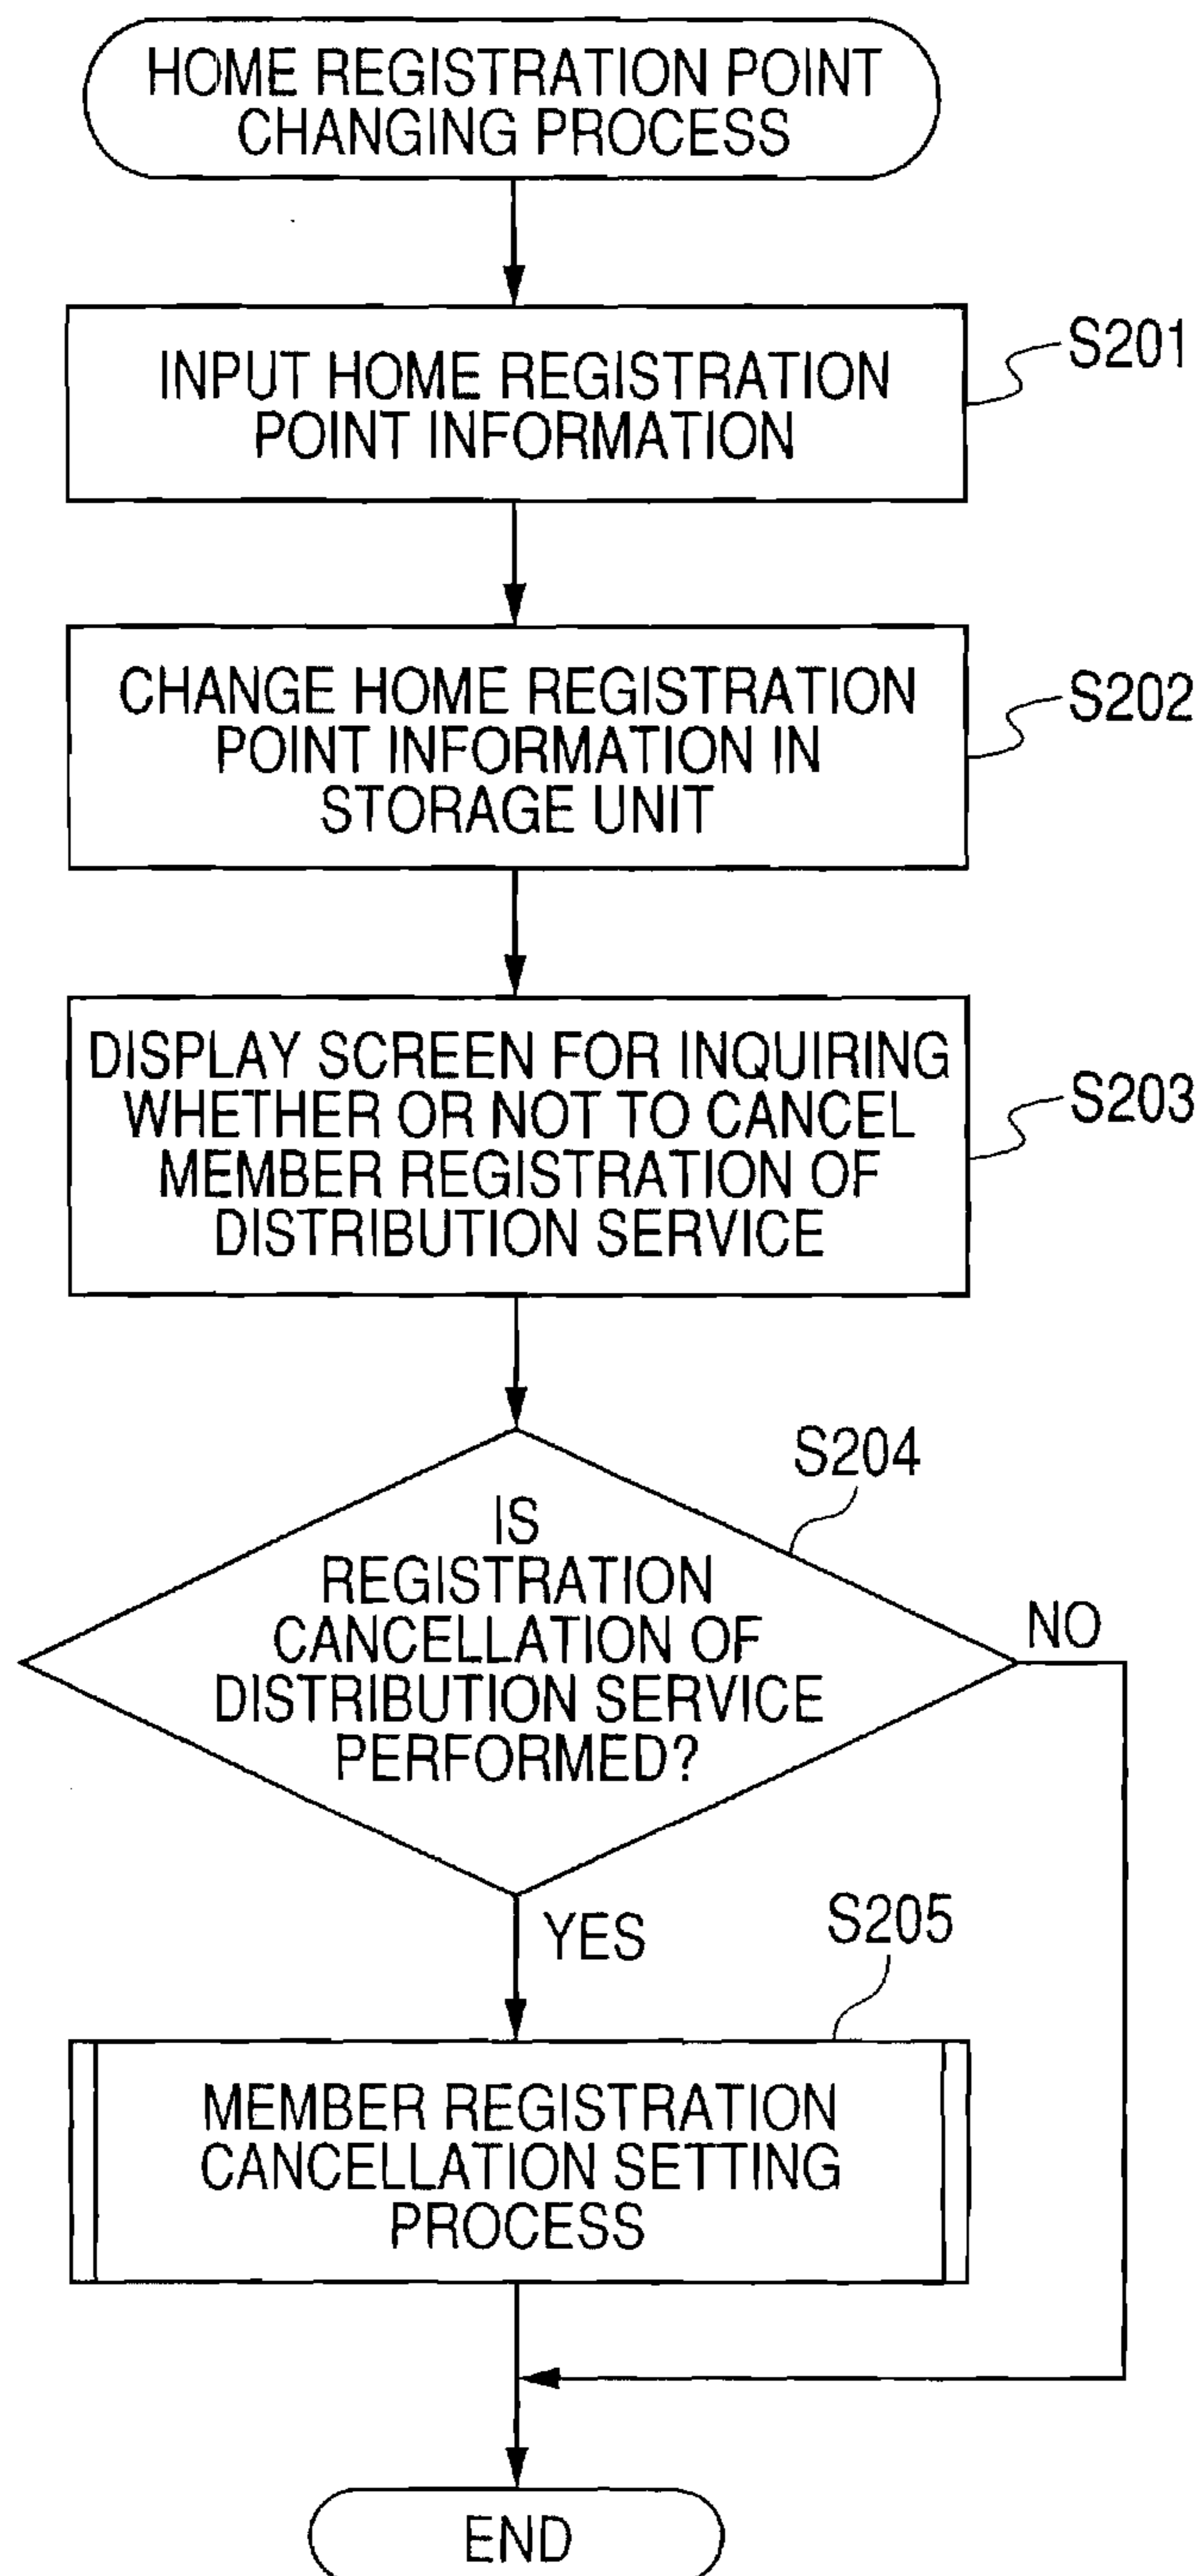 HOME REGISTRATION POINT
CHANGING PROCESS
INPUT HOME REGISTRATION
POINT INFORMATION
S201
CHANGE HOME REGISTRATION
POINT INFORMATION IN
STORAGE UNIT
S202
DISPLAY SCREEN FOR INQUIRING
WHETHER OR NOT TO CANCEL
MEMBER REGISTRATION OF
DISTRIBUTION SERVICE
S203
S204
IS
REGISTRATION
CANCELLATION OF
DISTRIBUTION SERVICE
PERFORMED?
NO
YES
S205
MEMBER REGISTRATION
CANCELLATION SETTING
PROCESS
END